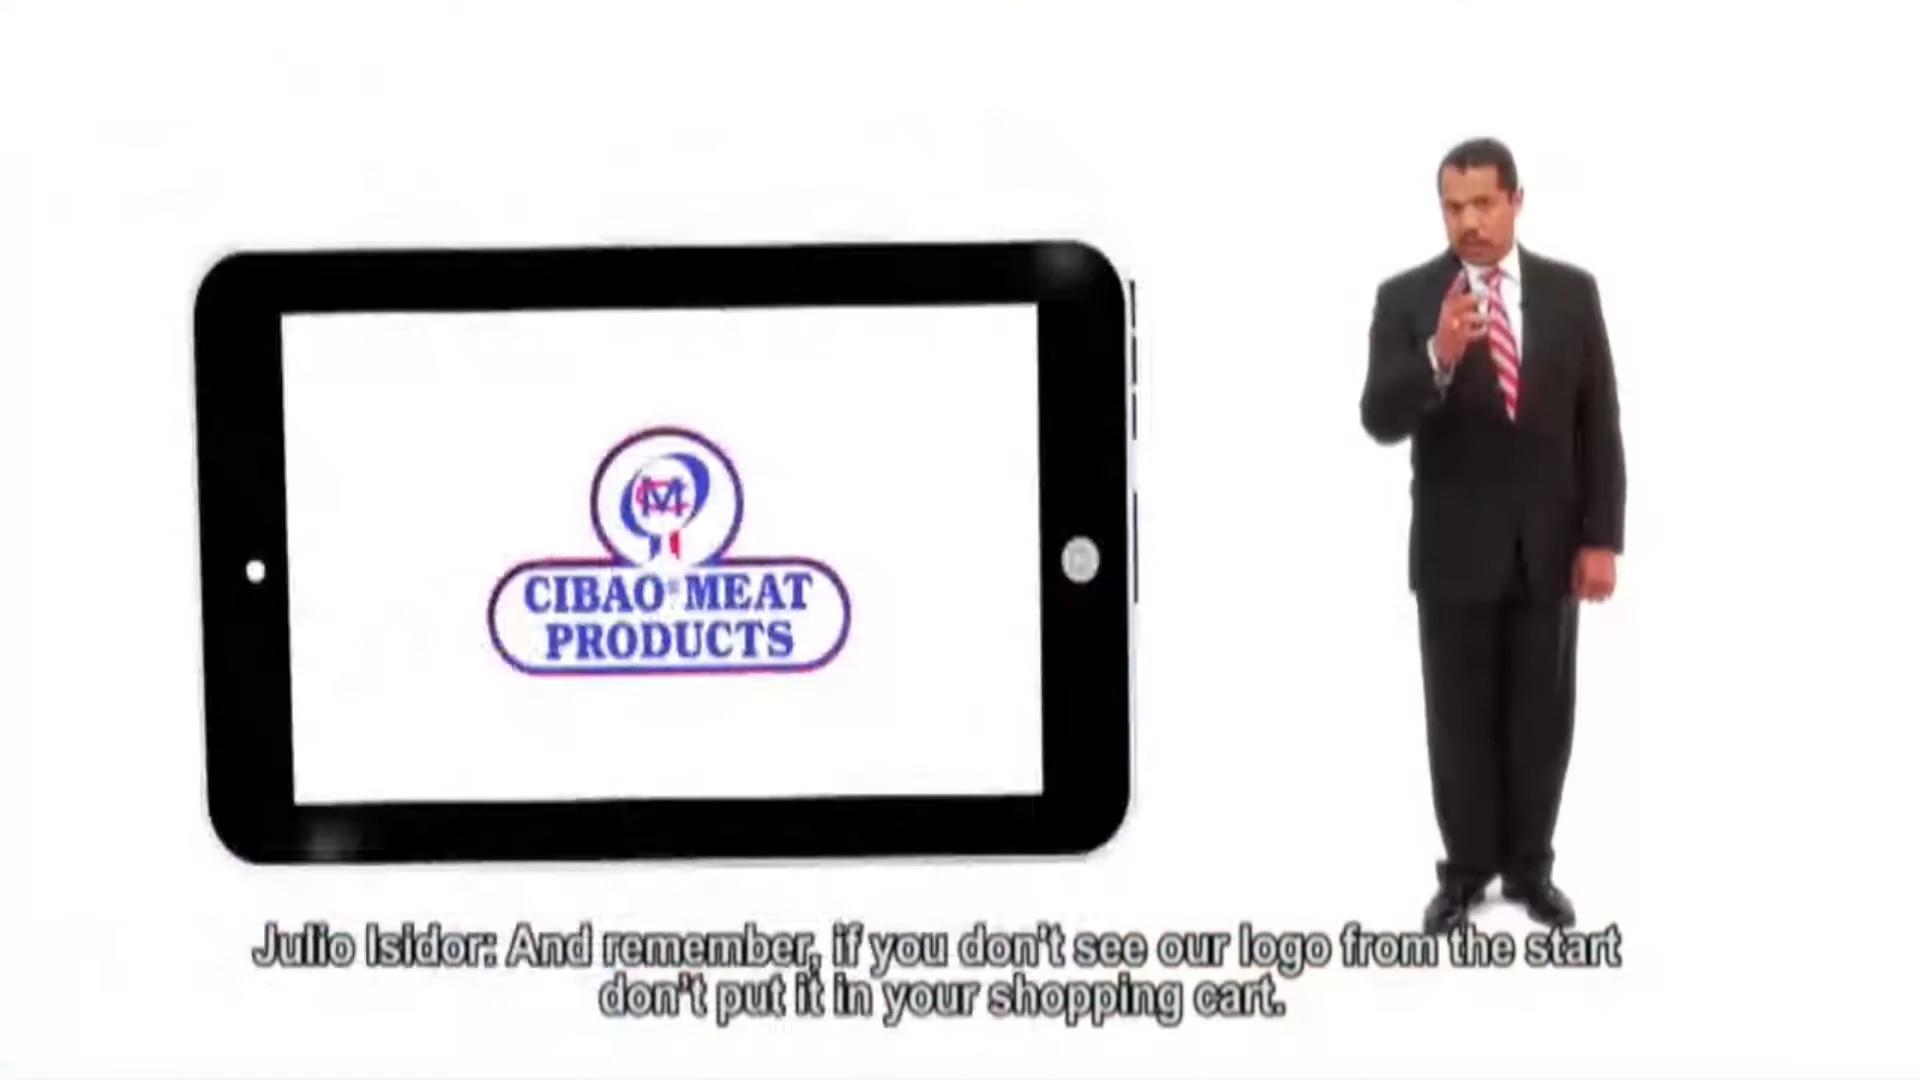 CM
CIBAO MEAT
PRODUCTS
Julio Isidor: And remember, if you don't see our logo from the start
don't put it in your shopping cart.